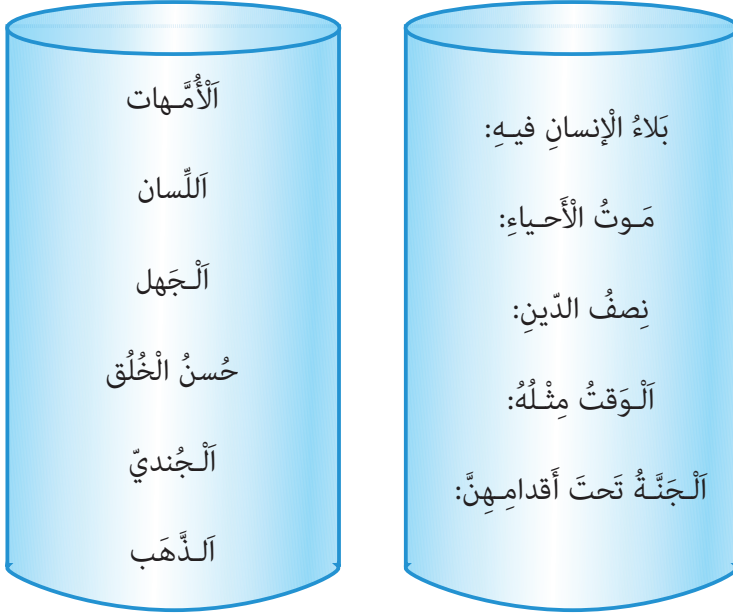 بَلاءُ الْإنسانِ فيـهِ:
مَـوتُ الْأَحـياءِ:
نِصفُ الدّينِ:
اَلْـوَقتُ مِثْـلُهُ:
اَلْـجَنَّـةُ تَحتَ أَقدامِـهِنَّ:
اَلْأُمَّـهات
اَللِّسان
اَلْـجَهل
حُسنُ الْخُلُق
اَلْـجُنديّ
اَلـذَّهَب